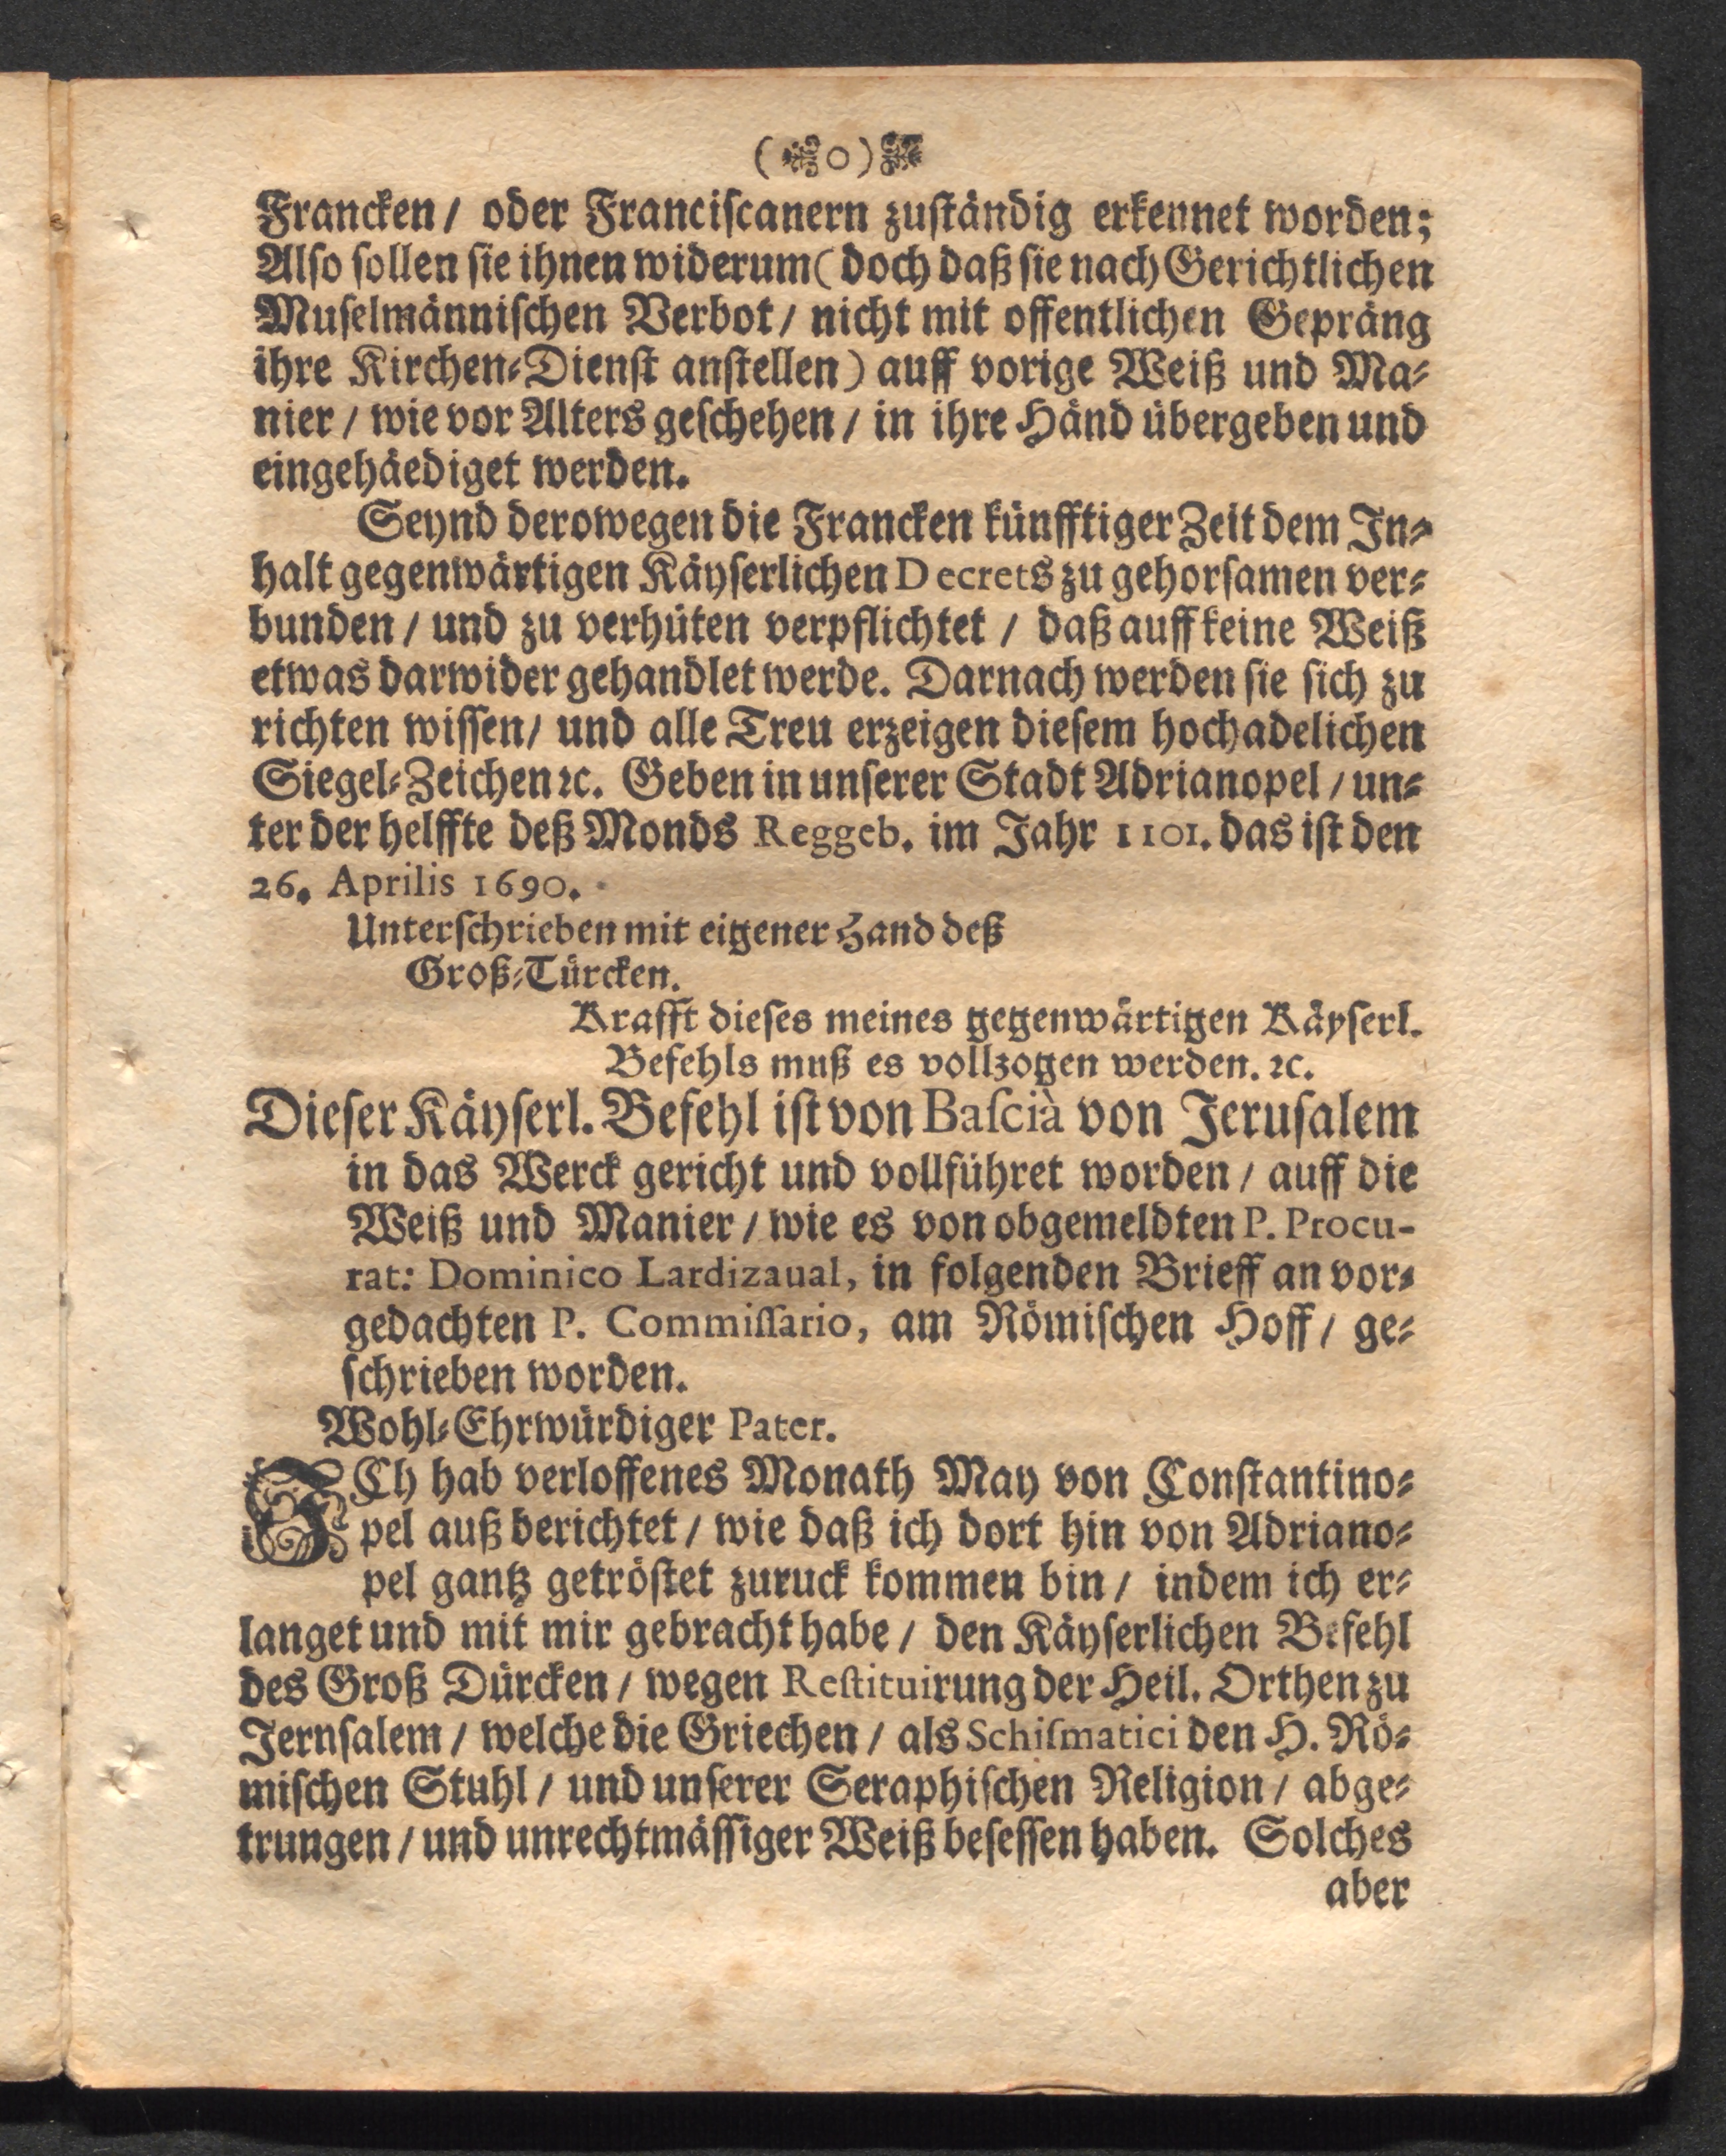 ( ❧ o ) ❧
Francken / oder Franciſcanern zuſtändig erkennet worden;
Alſo ſollen ſie ihnen widerum ( doch daß ſie nach Gerichtlichen
Muſelmänniſchen Verbot / nicht mit offentlichen Gepräng
ihre Kirchen-Dienſt anſtellen ) auff vorige Weiß und Ma-
nier / wie vor Alters geſchehen / in ihre Händ übergeben und
eingehäediget werden.
Seynd derowegen die Francken künfftiger Zeit dem In-
halt gegenwärtigen Käyſerlichen Decrets zu gehorſamen ver-
bunden / und zu verhüten verpflichtet / daß auff keine Weiß
etwas darwider gehandlet werde. Darnach werden ſie ſich zu
richten wiſſen / und alle Treu erzeigen dieſem hochadelichen
Siegel-Zeichen ꝛc. Geben in unſerer Stadt Adrianopel / un-
ter der helffte deß Monds Reggeb. im Jahr 1101. das iſt den
26. Aprilis 1690.
Unterſchrieben mit eigener Hand deß
Groß-Türcken.
Krafft dieſes meines gegenwärtigen Käyſerl.
Befehls muß es vollzogen werden. ꝛc.
Dieſer Käyſerl. Befehl iſt von Baſcià von Jeruſalem
in das Werck gericht und vollführet worden / auff die
Weiß und Manier / wie es von obgemeldten P. Procu-
rat: Dominico Lardizaual, in folgenden Brieff an vor-
gedachten P. Commiſſario, am Römiſchen Hoff / ge-
ſchrieben worden.
Wohl-Ehrwürdiger Pater.
ICh hab verloffenes Monath May von Conſtantino-
pel auß berichtet / wie daß ich dort hin von Adriano-
pel gantz getröſtet zuruck kommen bin / indem ich er-
langet und mit mir gebracht habe / den Käyſerlichen Befehl
des Groß Dürcken / wegen Reſtituirung der Heil. Orthen zu
Jernſalem / welche die Griechen / als Schiſmatici den H. Rö-
miſchen Stuhl / und unſerer Seraphiſchen Religion / abge-
trungen / und unrechtmäſſiger Weiß beſeſſen haben. Solches
aber